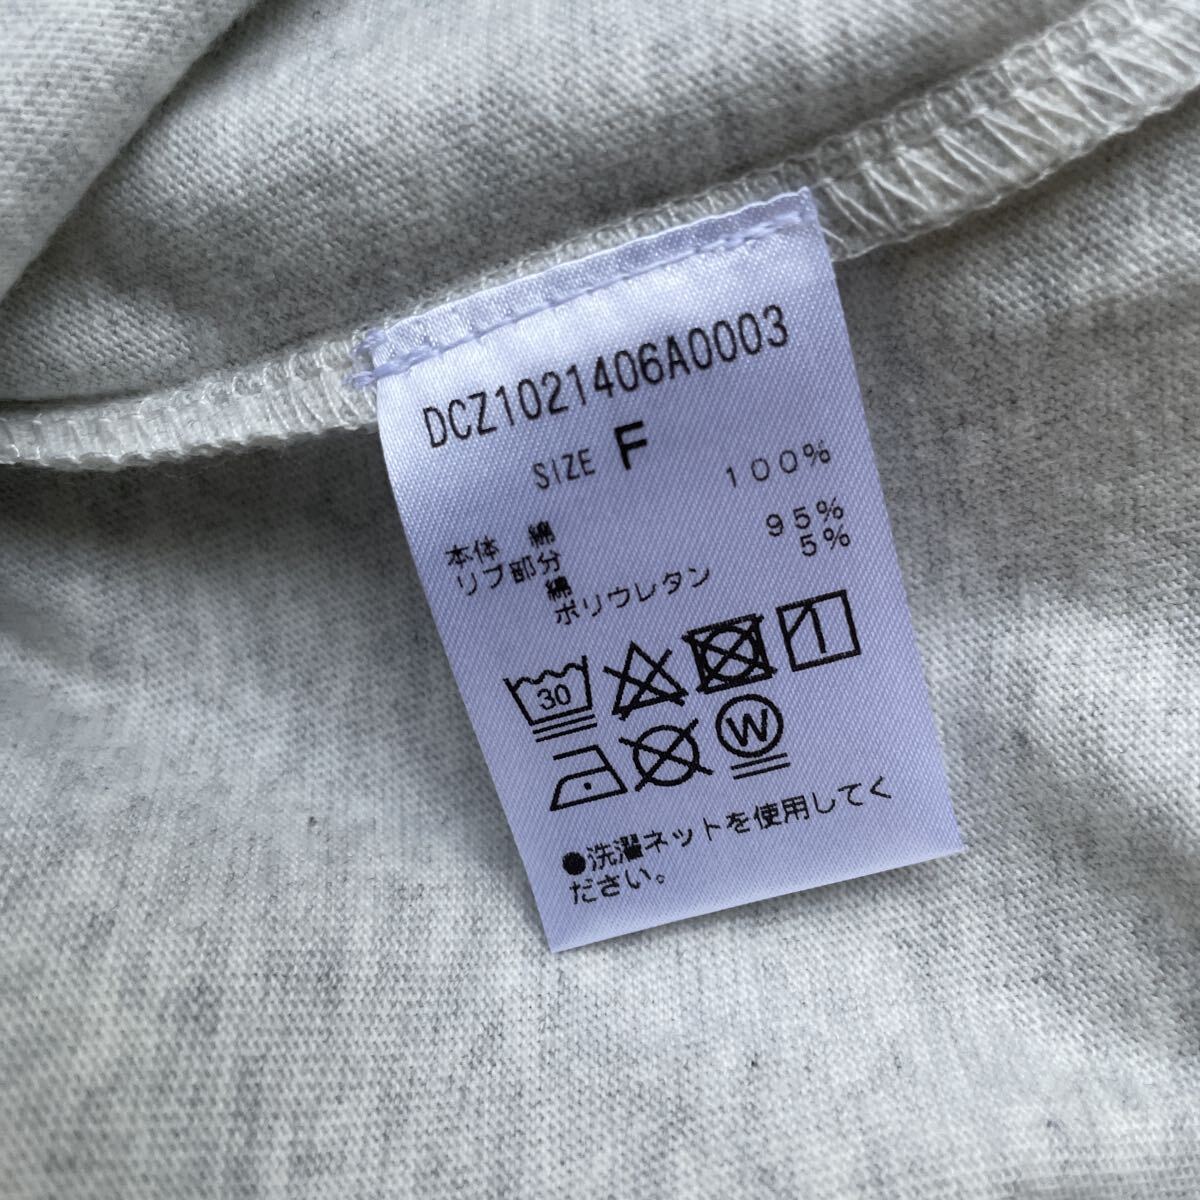 DCZ1021406A0003
SIZE F
本体 綿 100%
リブ部分
綿 95%
ポリウレタン 5%
30
W
●洗濯ネットを使用してく
ださい。